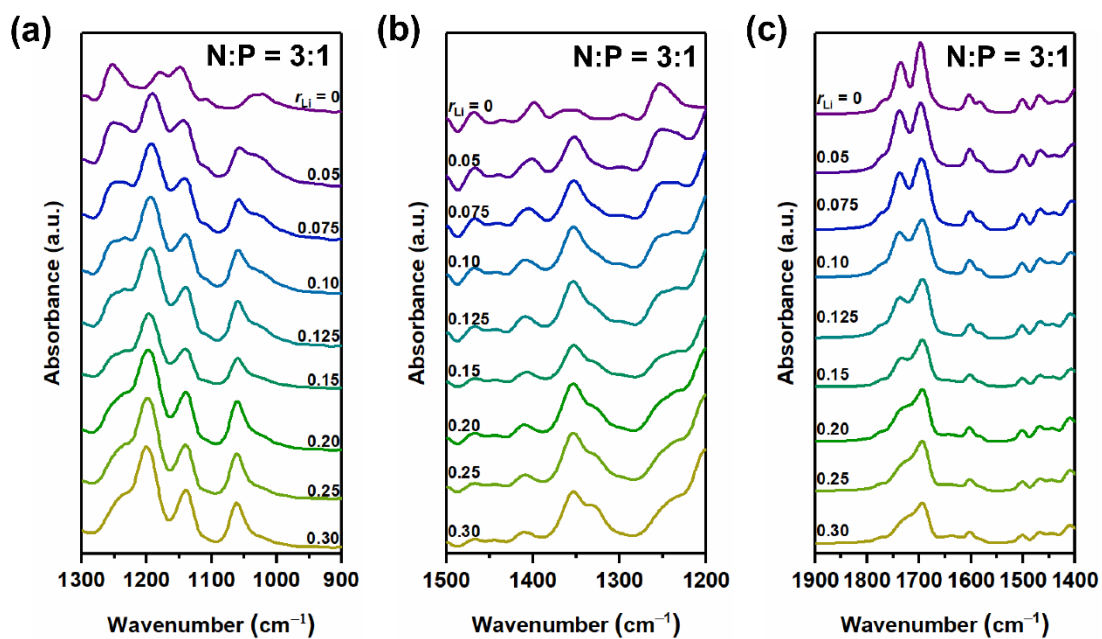 (a)
N:P = 3:1
rLi = 0
0.05
0.075
0.10
0.125
0.15
0.20
0.25
0.30
Absorbance (a.u.)
1300
1200
1100
1000
900
Wavenumber (cm⁻¹)
(b)
N:P = 3:1
rLi = 0
0.05
0.075
0.10
0.125
0.15
0.20
0.25
0.30
Absorbance (a.u.)
1500
1400
1300
1200
Wavenumber (cm⁻¹)
(c)
N:P = 3:1
rLi = 0
0.05
0.075
0.10
0.125
0.15
0.20
0.25
0.30
Absorbance (a.u.)
1900
1800
1700
1600
1500
1400
Wavenumber (cm⁻¹)